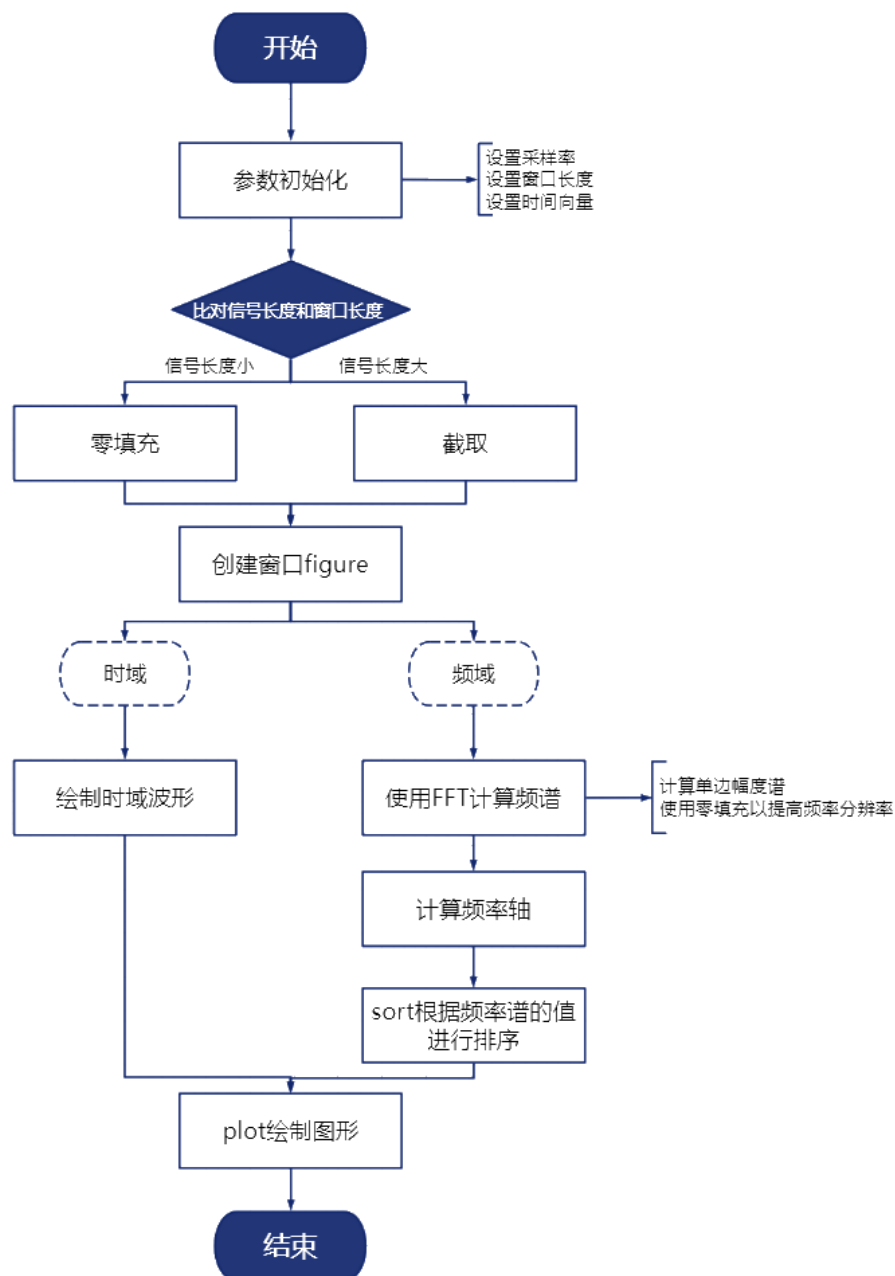 开始
参数初始化
设置采样率
设置窗口长度
设置时间向量
比对信号长度和窗口长度
信号长度小
信号长度大
零填充
截取
创建窗口figure
时域
频域
绘制时域波形
使用FFT计算频谱
计算单边幅度谱
使用零填充以提高频率分辨率
计算频率轴
sort根据频率谱的值
进行排序
plot绘制图形
结束